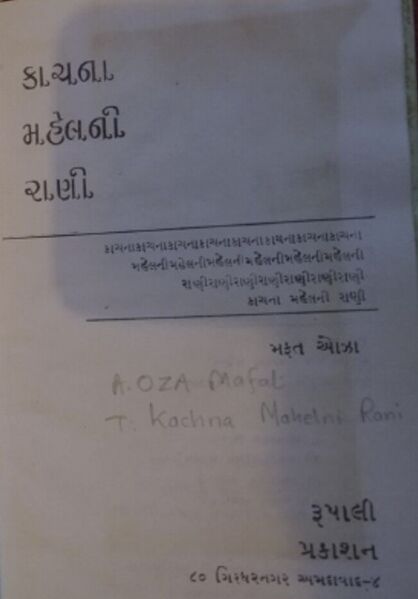 કાચના
મહેલની
રાણી
કાચનાકાચનાકાચનાકાચનાકાચનાકાચનાકાચનાકાચના
મહેલનીમહેલનીમહેલનીમહેલનીમહેલનીમહેલની
રાણીરાણીરાણીરાણીરાણીરાણીરાણી
કાચના મહેલની રાણી
મફત ઓઝા
A. OZA Mafat
T. Kachna Mahelni Rani
રૂપાલી
પ્રકાશન
૮૦ ગિરધરનગર અમદાવાદ-૪